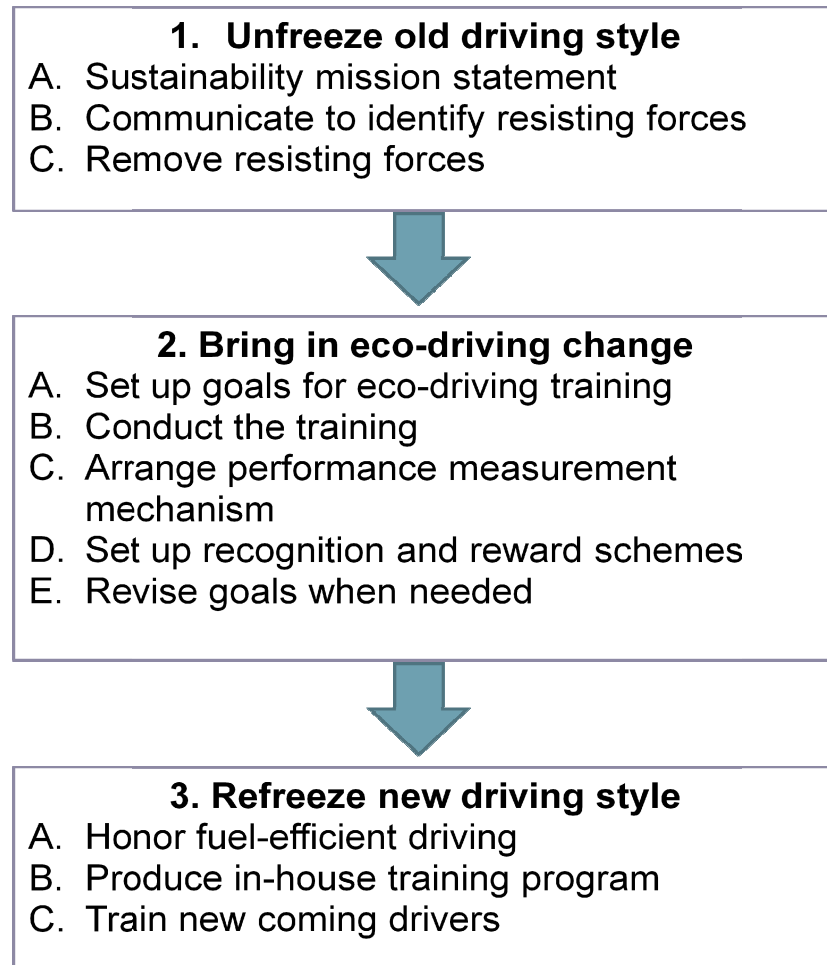 1. Unfreeze old driving style
A. Sustainability mission statement
B. Communicate to identify resisting forces
C. Remove resisting forces
2. Bring in eco-driving change
A. Set up goals for eco-driving training
B. Conduct the training
C. Arrange performance measurement
mechanism
D. Set up recognition and reward schemes
E. Revise goals when needed
3. Refreeze new driving style
A. Honor fuel-efficient driving
B. Produce in-house training program
C. Train new coming drivers